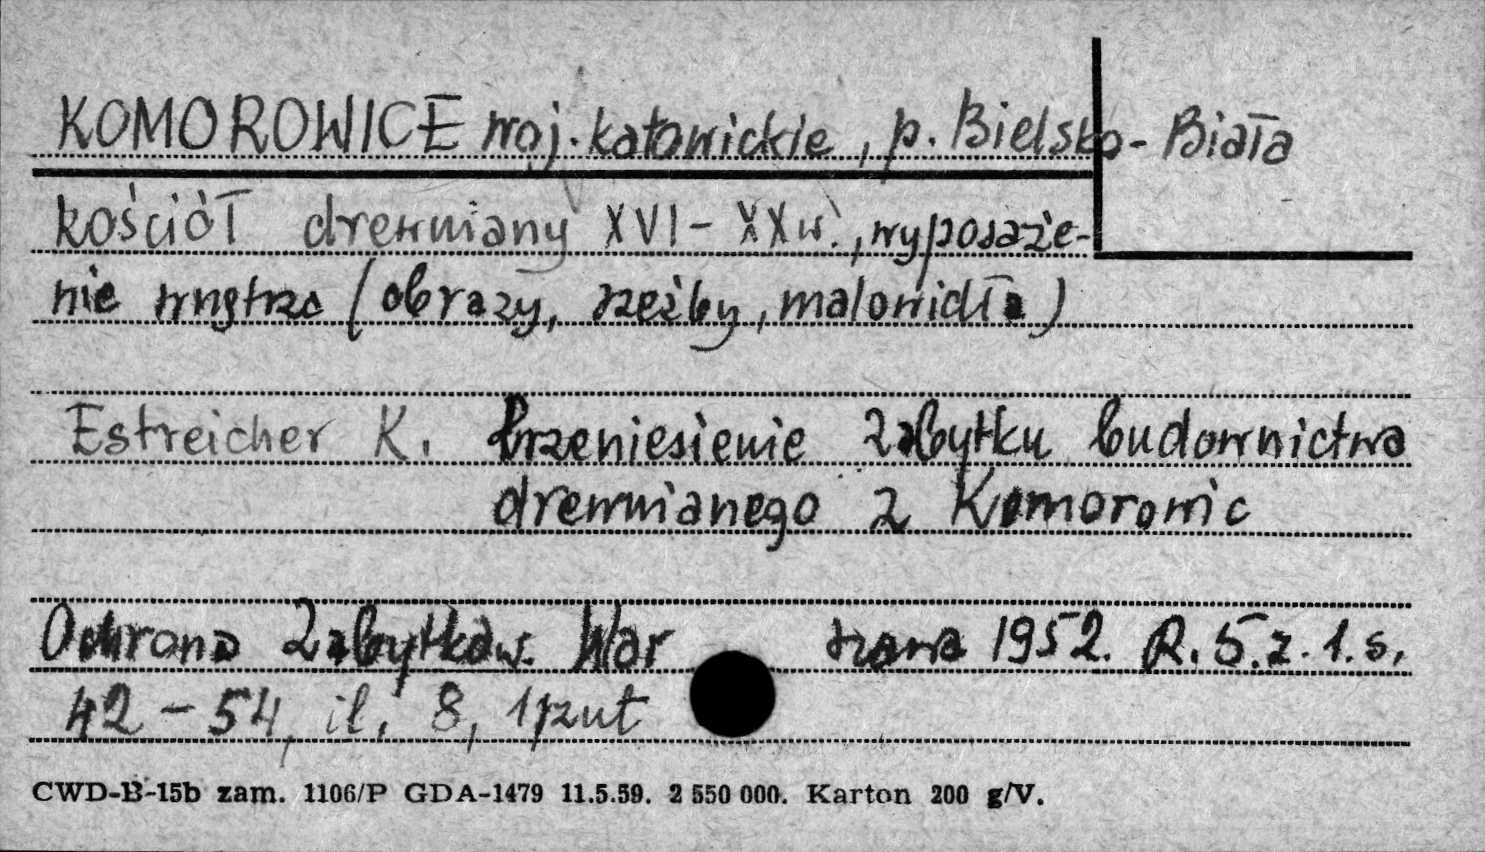 KOMOROWICE woj. katowickie, p. Bielsko-Biała
kościół drewniany XVI-XXw., wyposaże-
nie wnętrza (obrazy, rzeźby, malowidła)
Estreicher K. Przeniesienie zabytku budownictwa
drewnianego z Komorowic
Ochrona Zabytków. War szawa 1952. R. 5. z. 1. s.
42-54, il. 8, 1 rzut
CWD-B-15b zam. 1106/P GDA-1479 11.5.59. 2 550 000. Karton 200 g/V.